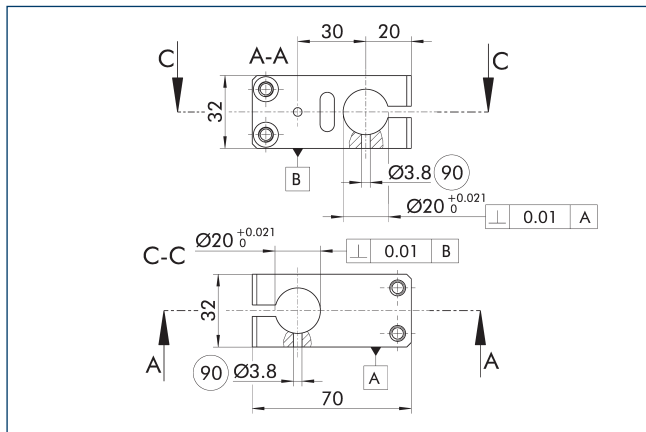 30 20
C A-A C
32
B
Ø3.8 90
Ø20 +0.021 0 ⊥ 0.01 A
Ø20 +0.021 0 ⊥ 0.01 B
C-C
32
A A
90 Ø3.8 A
70